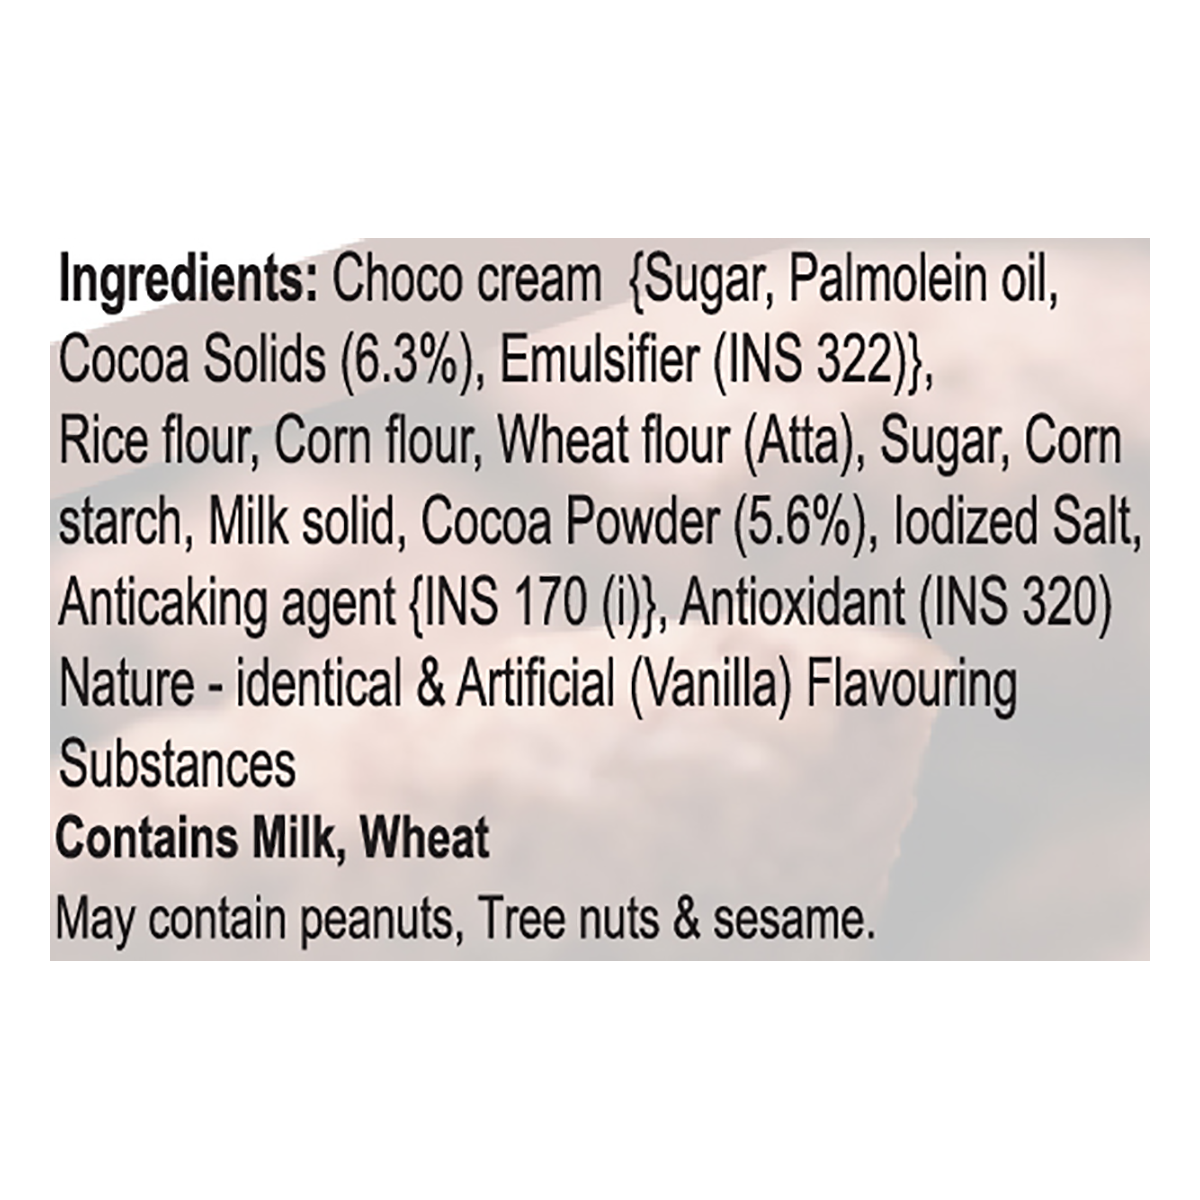 Ingredients: Choco cream {Sugar, Palmolein oil,
Cocoa Solids (6.3%), Emulsifier (INS 322)},
Rice flour, Corn flour, Wheat flour (Atta), Sugar, Corn
starch, Milk solid, Cocoa Powder (5.6%), Iodized Salt,
Anticaking agent {INS 170 (i)}, Antioxidant (INS 320)
Nature - identical & Artificial (Vanilla) Flavouring
Substances
Contains Milk, Wheat
May contain peanuts, Tree nuts & sesame.